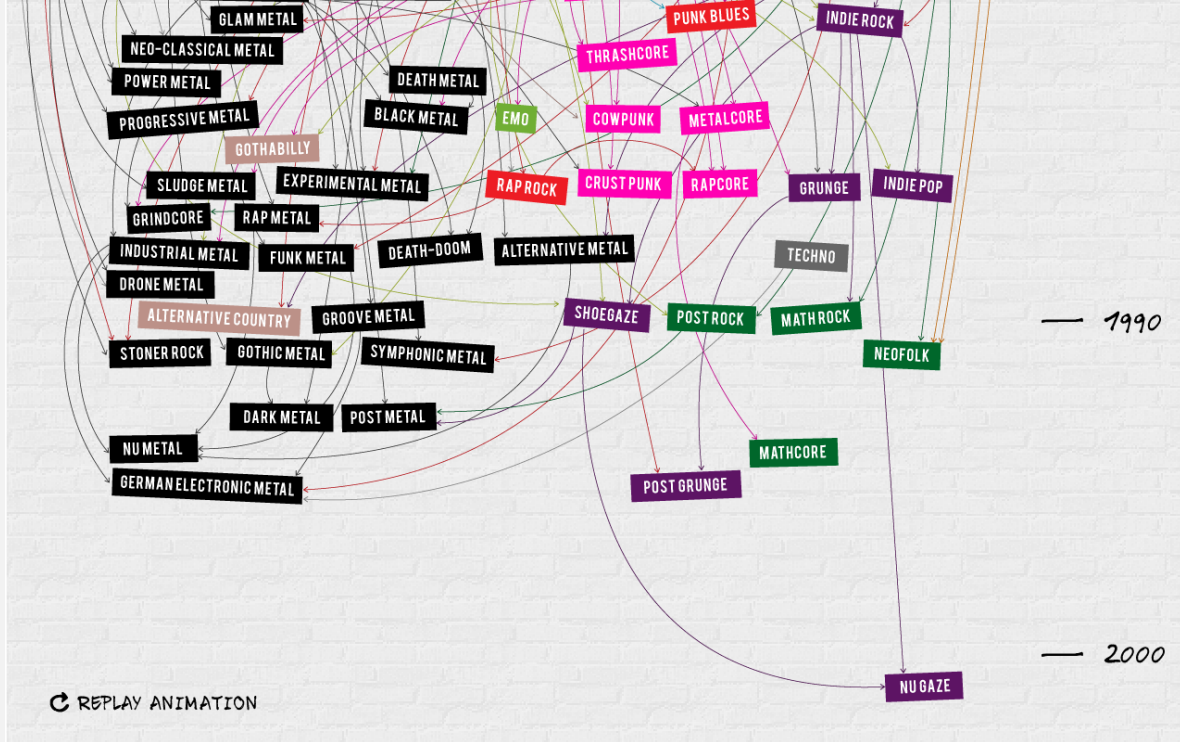 GLAM METAL
PUNK BLUES
INDIE ROCK
NEO-CLASSICAL METAL
THRASHCORE
POWER METAL
DEATH METAL
PROGRESSIVE METAL
BLACK METAL
EMO
COWPUNK
METALCORE
GOTHABILLY
SLUDGE METAL
EXPERIMENTAL METAL
RAP ROCK
CRUST PUNK
RAPCORE
GRUNGE
INDIE POP
GRINDCORE
RAP METAL
INDUSTRIAL METAL
FUNK METAL
DEATH-DOOM
ALTERNATIVE METAL
TECHNO
DRONE METAL
ALTERNATIVE COUNTRY
GROOVE METAL
SHOEGAZE
POST ROCK
MATH ROCK
1990
STONER ROCK
GOTHIC METAL
SYMPHONIC METAL
NEOFOLK
DARK METAL
POST METAL
NU METAL
MATHCORE
GERMAN ELECTRONIC METAL
POST GRUNGE
2000
NU GAZE
REPLAY ANIMATION